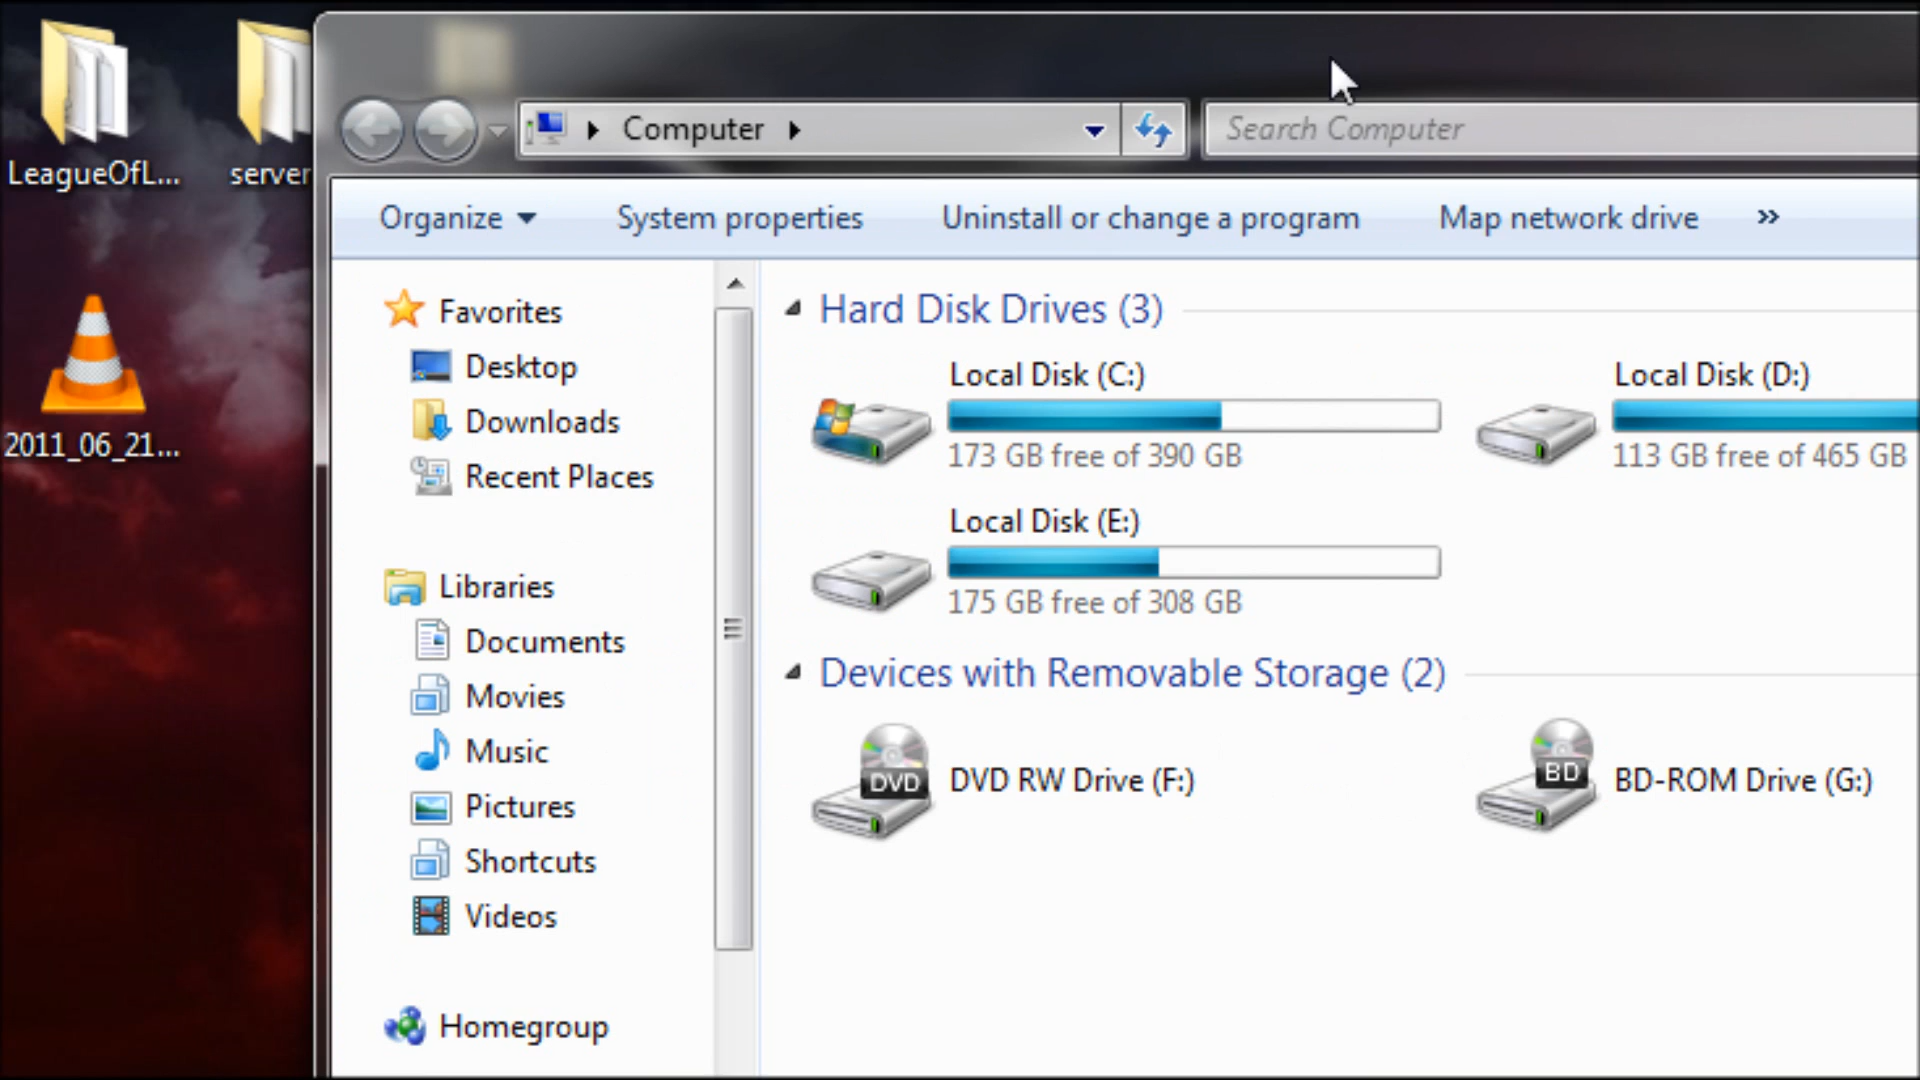 LeagueOfL...
server
2011_06_21...
Computer
Search Computer
Organize
System properties
Uninstall or change a program
Map network drive
»
Favorites
Desktop
Downloads
Recent Places
Libraries
Documents
Movies
Music
Pictures
Shortcuts
Videos
Homegroup
Hard Disk Drives (3)
Local Disk (C:)
173 GB free of 390 GB
Local Disk (D:)
113 GB free of 465 GB
Local Disk (E:)
175 GB free of 308 GB
Devices with Removable Storage (2)
DVD
DVD RW Drive (F:)
BD
BD-ROM Drive (G:)